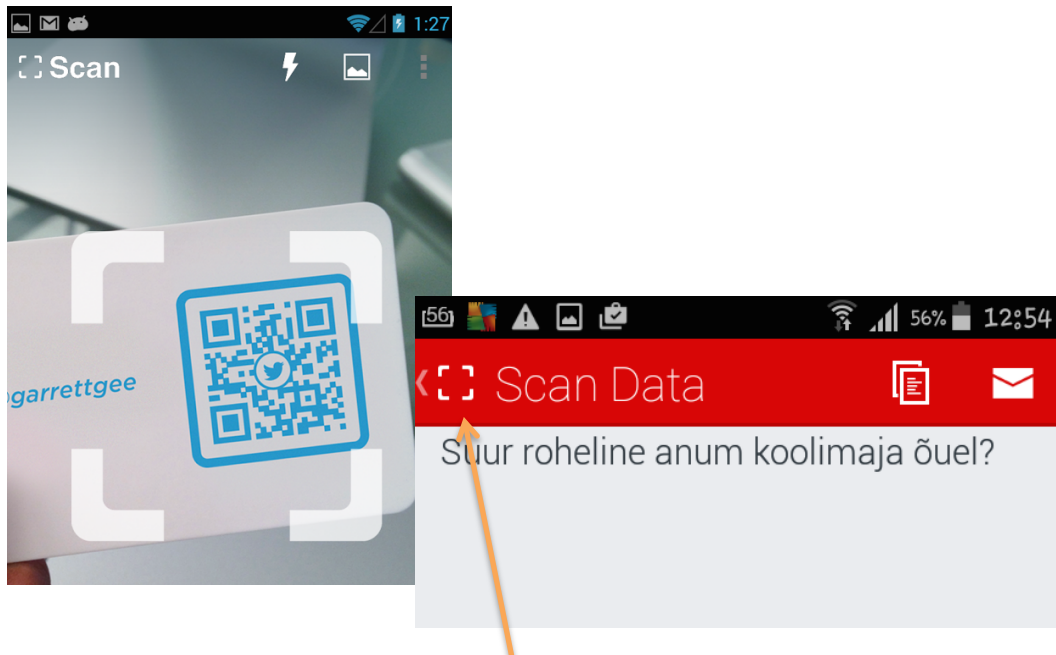 1:27
Scan
garrettgee
56 56% 12:54
Scan Data
Suur roheline anum koolimaja õuel?